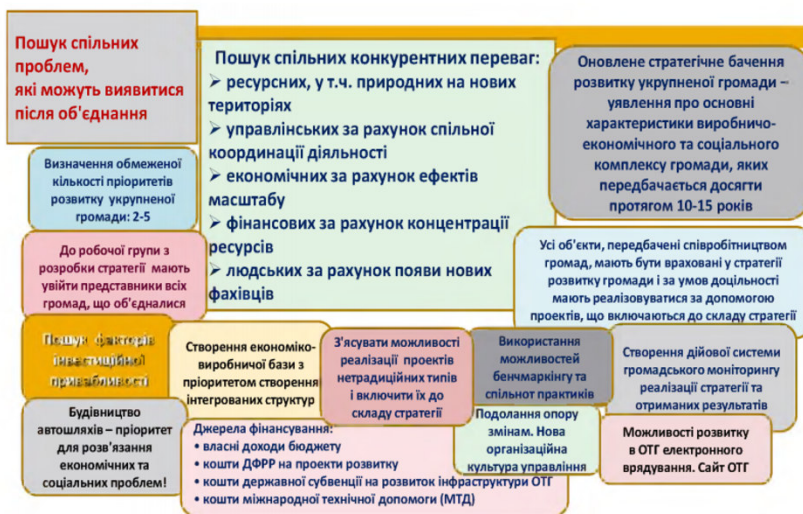 Пошук спільних
проблем,
які можуть виявитися
після об'єднання
Пошук спільних конкурентних переваг:
➢ ресурсних, у т.ч. природних на нових
територіях
➢ управлінських за рахунок спільної
координації діяльності
➢ економічних за рахунок ефектів
масштабу
➢ фінансових за рахунок концентрації
ресурсів
➢ людських за рахунок появи нових
фахівців
Оновлене стратегічне бачення
розвитку укрупненої громади –
уявлення про основні
характеристики виробничо-
економічного та соціального
комплексу громади, яких
передбачається досягти
протягом 10-15 років
Визначення обмеженої
кількості пріоритетів
розвитку укрупненої
громади: 2-5
До робочої групи з
розробки стратегії мають
увійти представники всіх
громад, що об'єдналися
Усі об'єкти, передбачені співробітництвом
громад, мають бути враховані у стратегії
розвитку громади і за умов доцільності
мають реалізовуватися за допомогою
проектів, що включаються до складу стратегії
Пошук факторів
інвестиційної
привабливості
Створення економіко-
виробничої бази з
пріоритетом створення
інтегрованих структур
З'ясувати можливості
реалізації проектів
нетрадиційних типів
і включити їх до
складу стратегії
Використання
можливостей
бенчмаркінгу та
спільнот практиків
Створення дійової системи
громадського моніторингу
реалізації стратегії та
отриманих результатів
Будівництво
автошляхів – пріоритет
для розв'язання
економічних та
соціальних проблем!
Джерела фінансування:
• власні доходи бюджету
• кошти ДФРР на проекти розвитку
• кошти державної субвенції на розвиток інфраструктури ОТГ
• кошти міжнародної технічної допомоги (МТД)
Подолання опору
змінам. Нова
організаційна
культура управління
Можливості розвитку
в ОТГ електронного
врядування. Сайт ОТГ